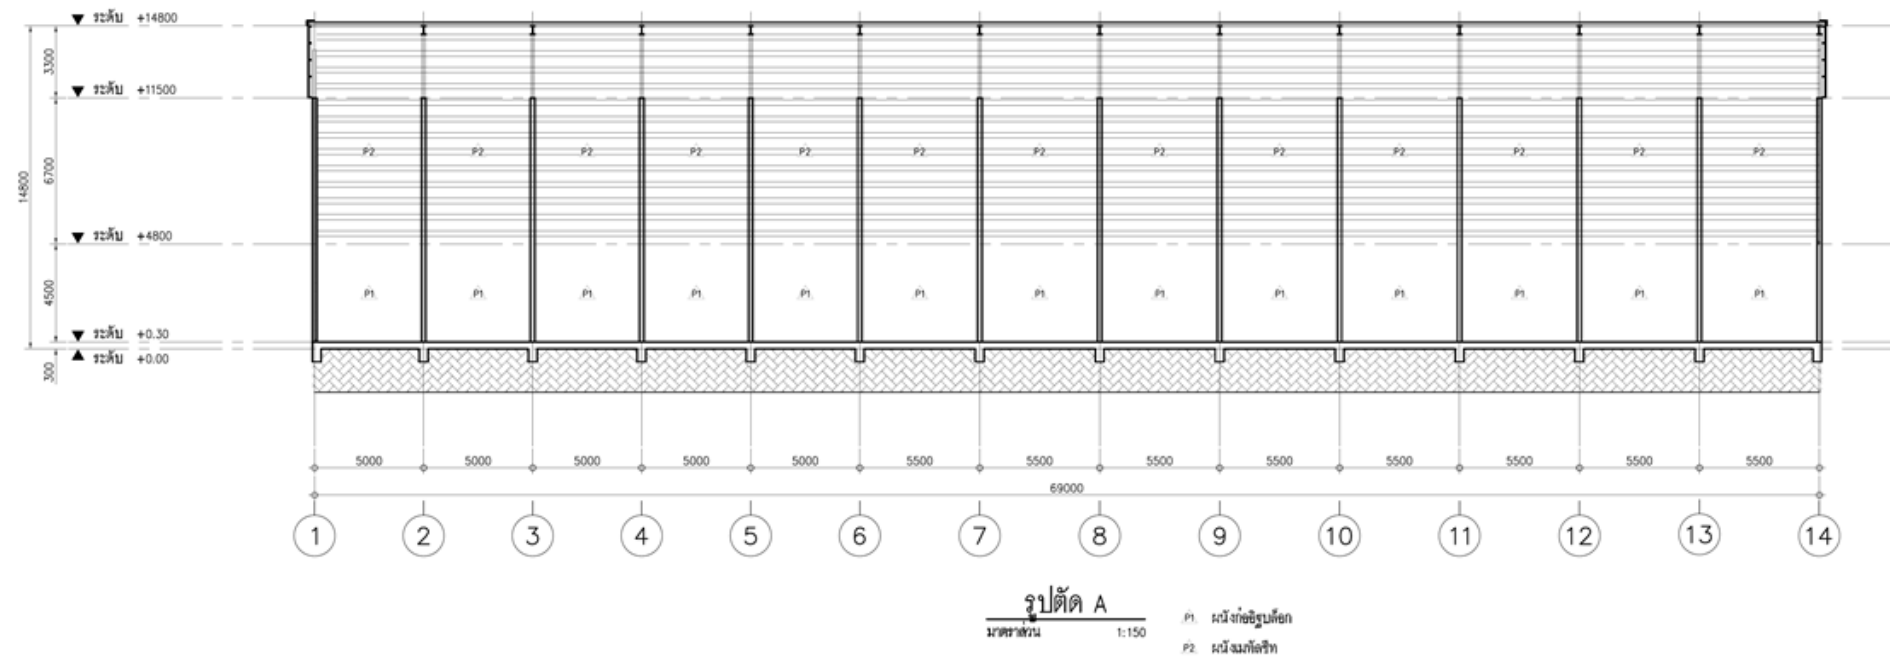 ระดับ +14800
3300
ระดับ +11500
6700
14800
P2 P2 P2 P2 P2 P2 P2 P2 P2 P2 P2 P2 P2
ระดับ +4800
4500
P1 P1 P1 P1 P1 P1 P1 P1 P1 P1 P1 P1 P1
ระดับ +0.30
ระดับ +0.00
300
5000 5000 5000 5000 5000 5500 5500 5500 5500 5500 5500 5500 5500
69000
1 2 3 4 5 6 7 8 9 10 11 12 13 14
รูปตัด A
มาตราส่วน 1:150
P1 ผนังก่ออิฐบล็อก
P2 ผนังเมทัลชีท